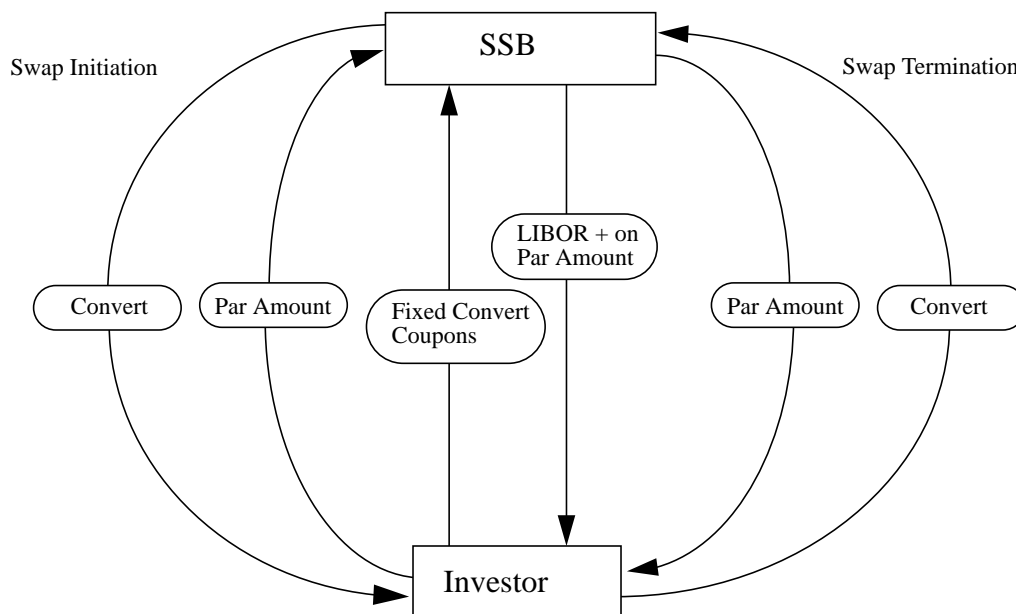 SSB
Swap Initiation
Swap Termination
LIBOR + on
Par Amount
Convert
Par Amount
Fixed Convert
Coupons
Par Amount
Convert
Investor